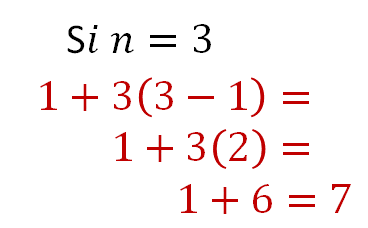 Si n = 3
1 + 3(3 − 1) =
1 + 3(2) =
1 + 6 = 7